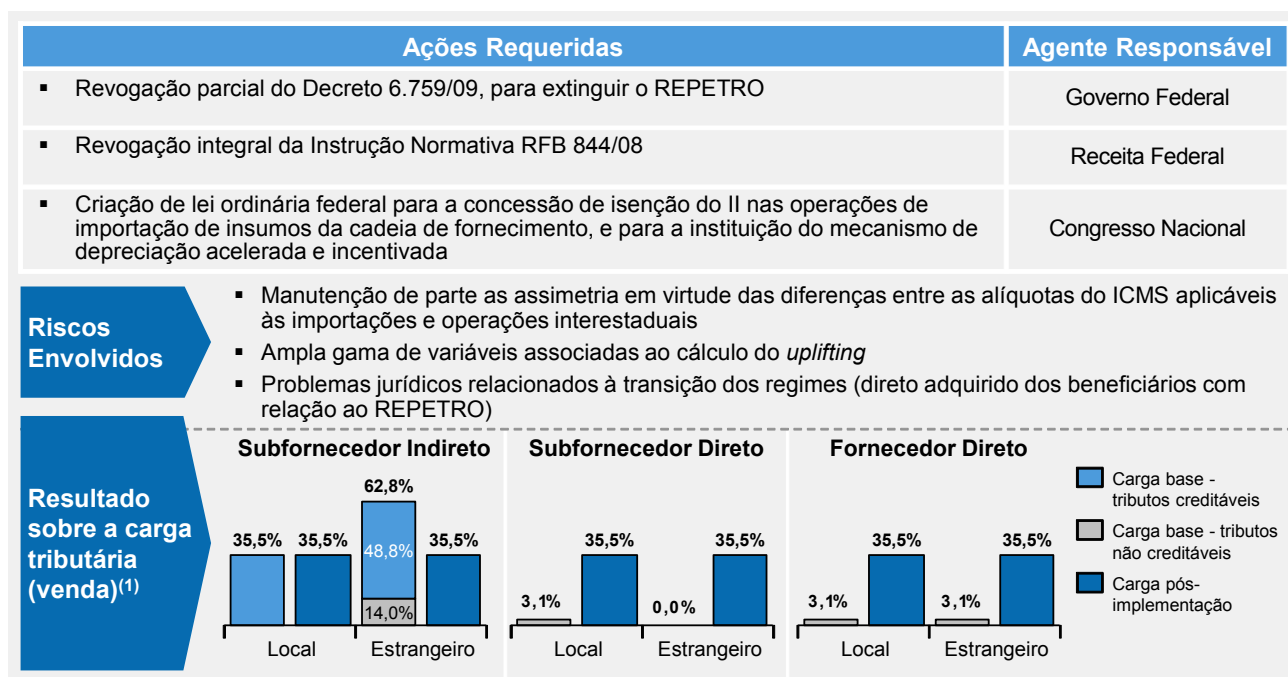 Ações Requeridas
Agente Responsável
▪ Revogação parcial do Decreto 6.759/09, para extinguir o REPETRO
Governo Federal
▪ Revogação integral da Instrução Normativa RFB 844/08
Receita Federal
▪ Criação de lei ordinária federal para a concessão de isenção do II nas operações de
importação de insumos da cadeia de fornecimento, e para a instituição do mecanismo de
depreciação acelerada e incentivada
Congresso Nacional
Riscos
Envolvidos
▪ Manutenção de parte as assimetria em virtude das diferenças entre as alíquotas do ICMS aplicáveis
às importações e operações interestaduais
▪ Ampla gama de variáveis associadas ao cálculo do uplifting
▪ Problemas jurídicos relacionados à transição dos regimes (direto adquirido dos beneficiários com
relação ao REPETRO)
Resultado
sobre a carga
tributária
(venda)(1)
Subfornecedor Indireto
62,8%
35,5% 35,5% 48,8% 35,5%
14,0%
Local Estrangeiro
Subfornecedor Direto
35,5% 35,5%
3,1% 0,0%
Local Estrangeiro
Fornecedor Direto
35,5% 35,5%
3,1% 3,1%
Local Estrangeiro
Carga base -
tributos creditáveis
Carga base - tributos
não creditáveis
Carga pós-
implementação